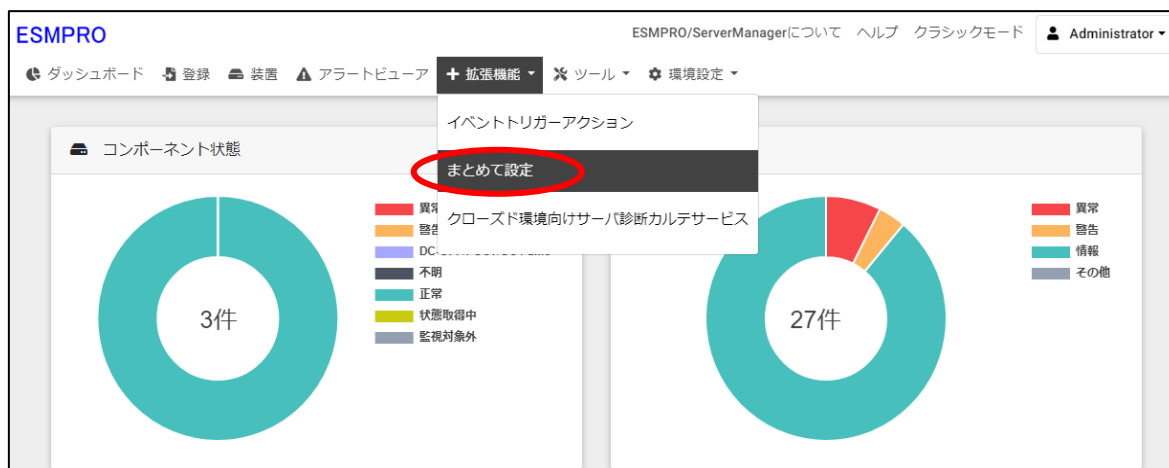 ESMPRO
ESMPRO/ServerManagerについて ヘルプ クラシックモード Administrator
ダッシュボード 登録 装置 アラートビューア 拡張機能 ツール 環境設定
イベントトリガーアクション
まとめて設定
クローズド環境向けサーバ診断カルテサービス
コンポーネント状態
異常
警告
不明
正常
状態取得中
監視対象外
3件
異常
警告
情報
その他
27件